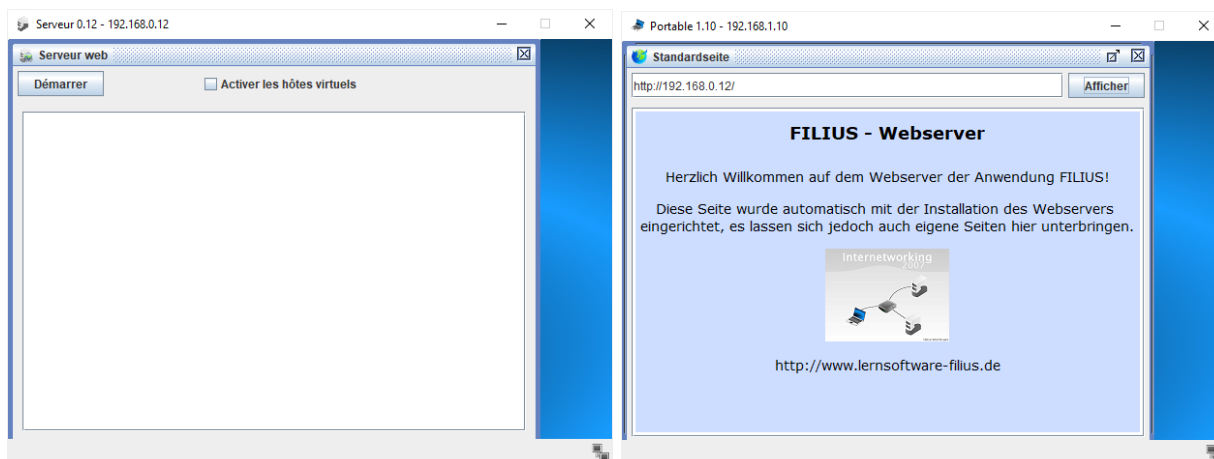 Serveur 0.12 - 192.168.0.12
Serveur web
Démarrer
Activer les hôtes virtuels
Portable 1.10 - 192.168.1.10
Standardseite
http://192.168.0.12/
Afficher
FILIUS - Webserver
Herzlich Willkommen auf dem Webserver der Anwendung FILIUS!
Diese Seite wurde automatisch mit der Installation des Webservers
eingerichtet, es lassen sich jedoch auch eigene Seiten hier unterbringen.
Internetworking
2007
http://www.lernsoftware-filius.de